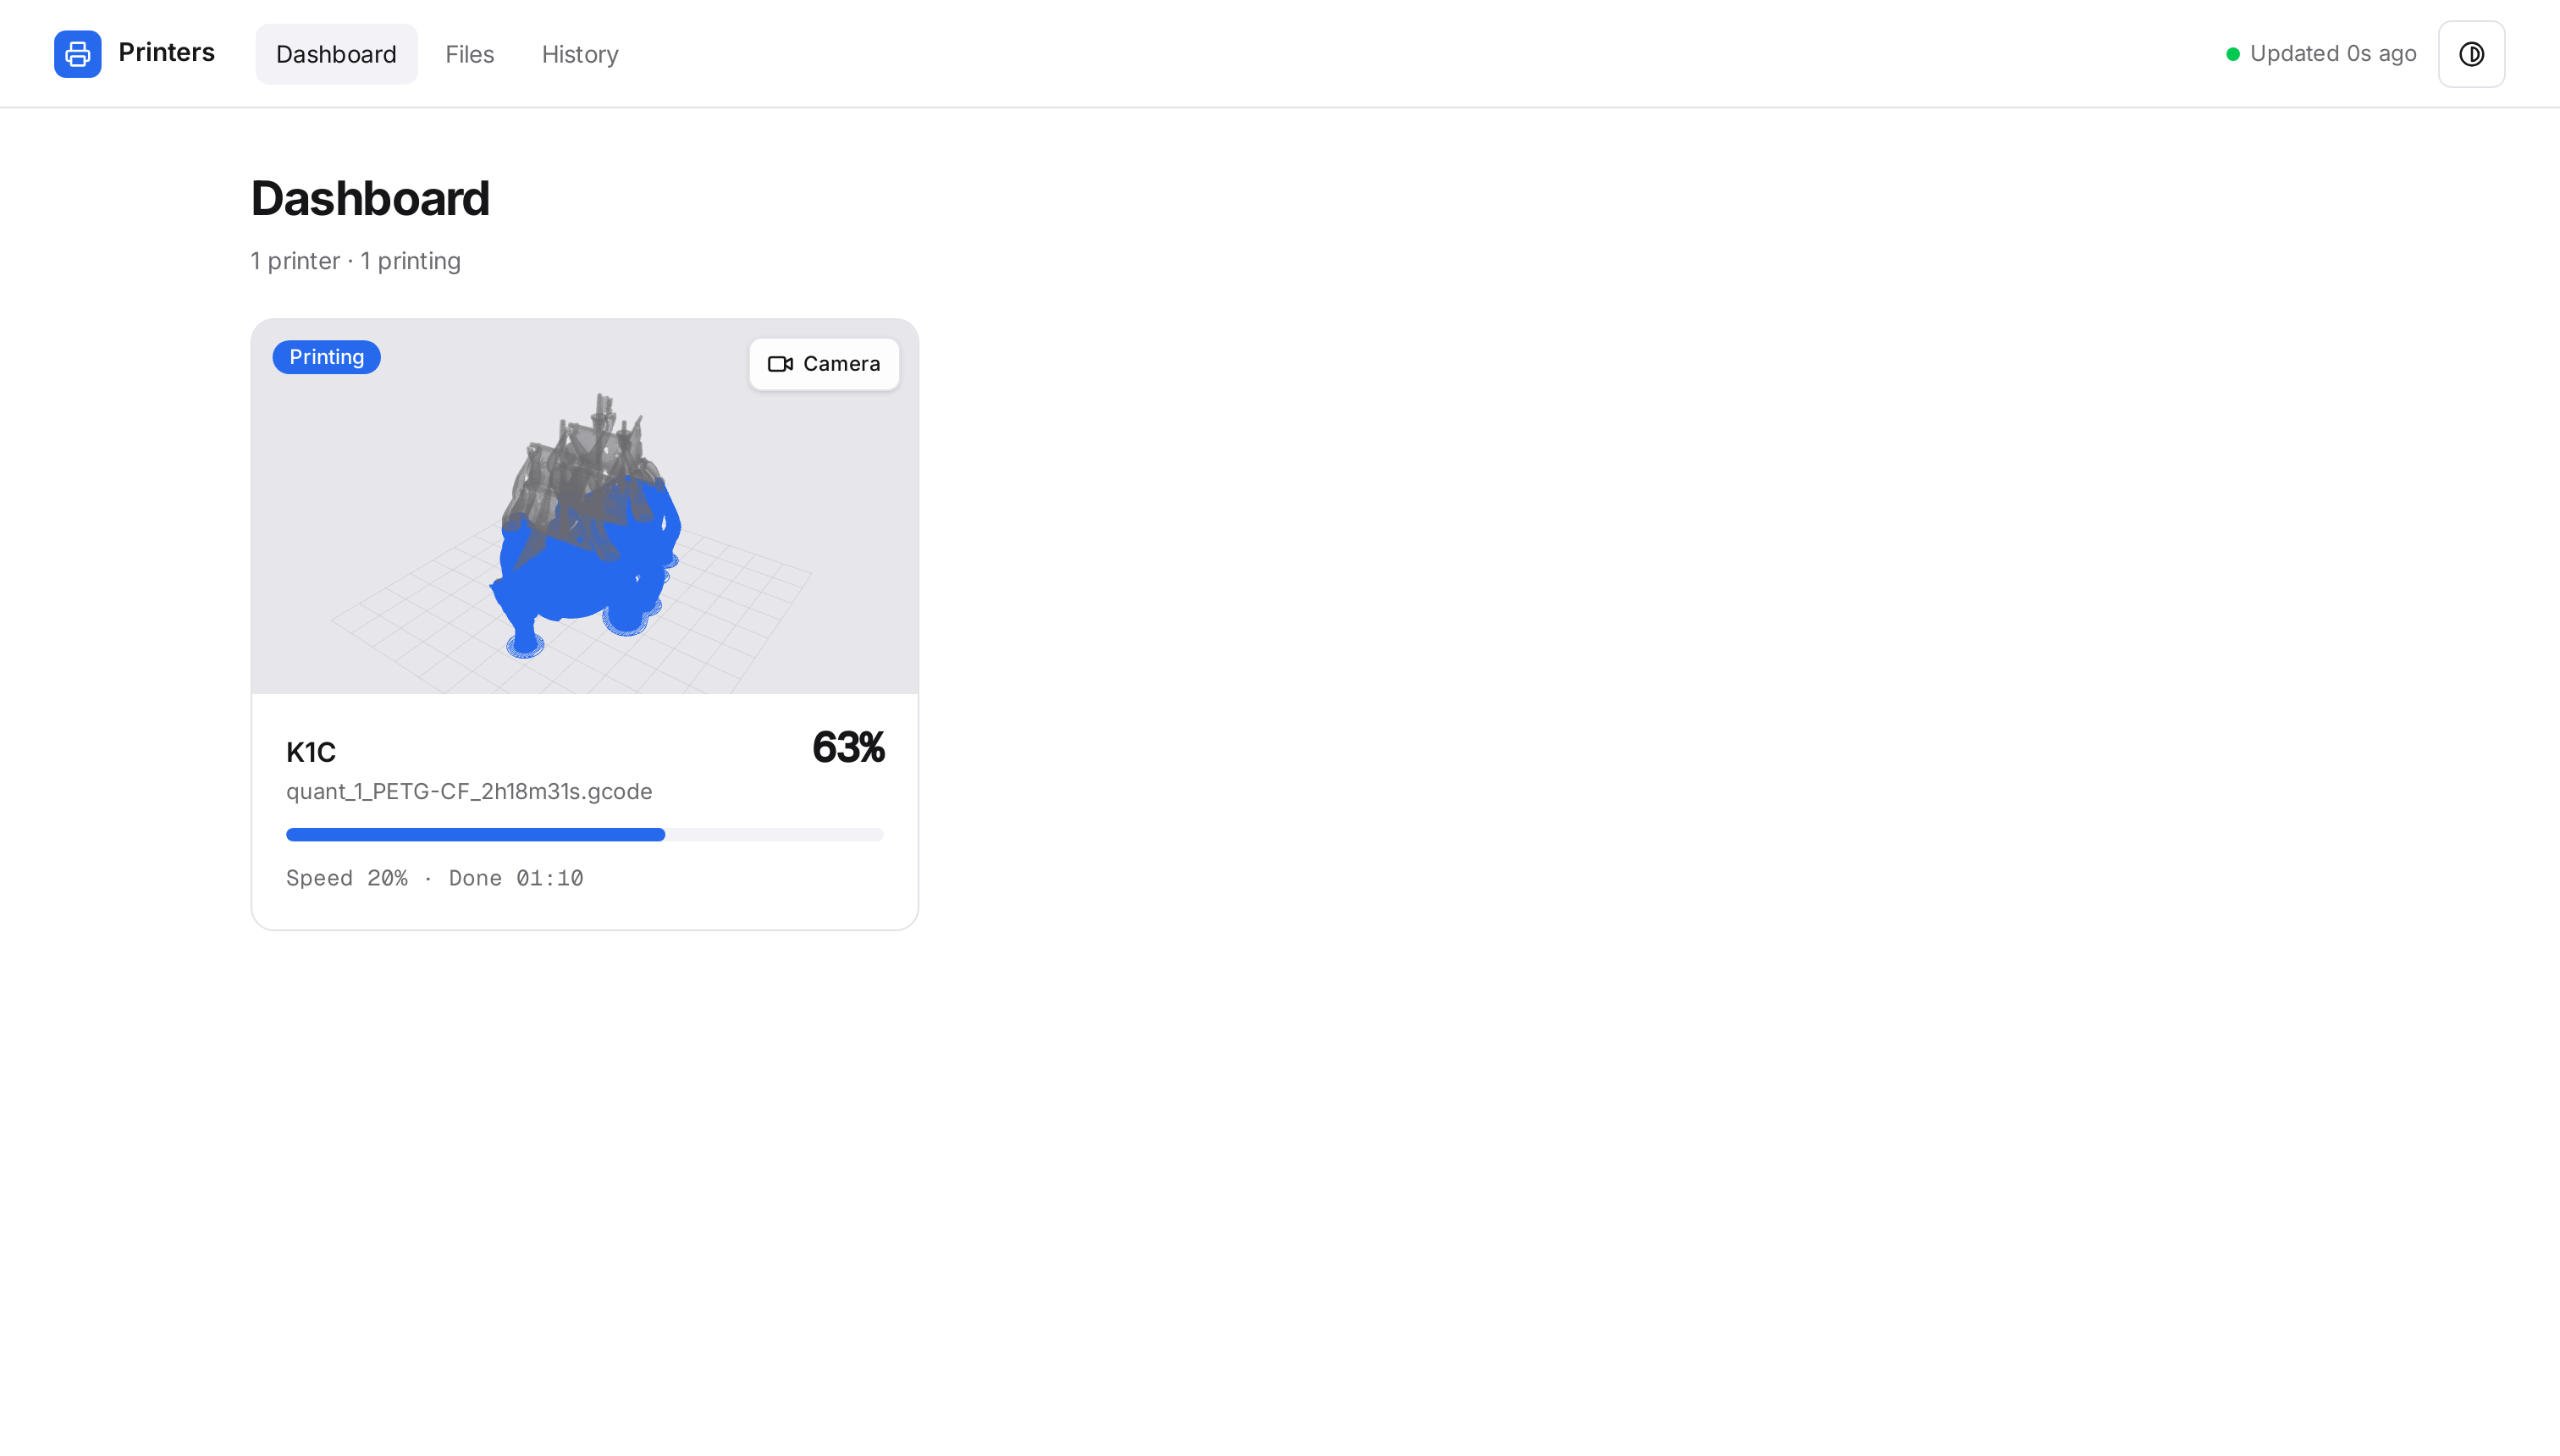 Printers Dashboard Files History Updated 0s ago
Dashboard
1 printer · 1 printing
Printing Camera
K1C 63%
quant_1_PETG-CF_2h18m31s.gcode
Speed 20% · Done 01:10